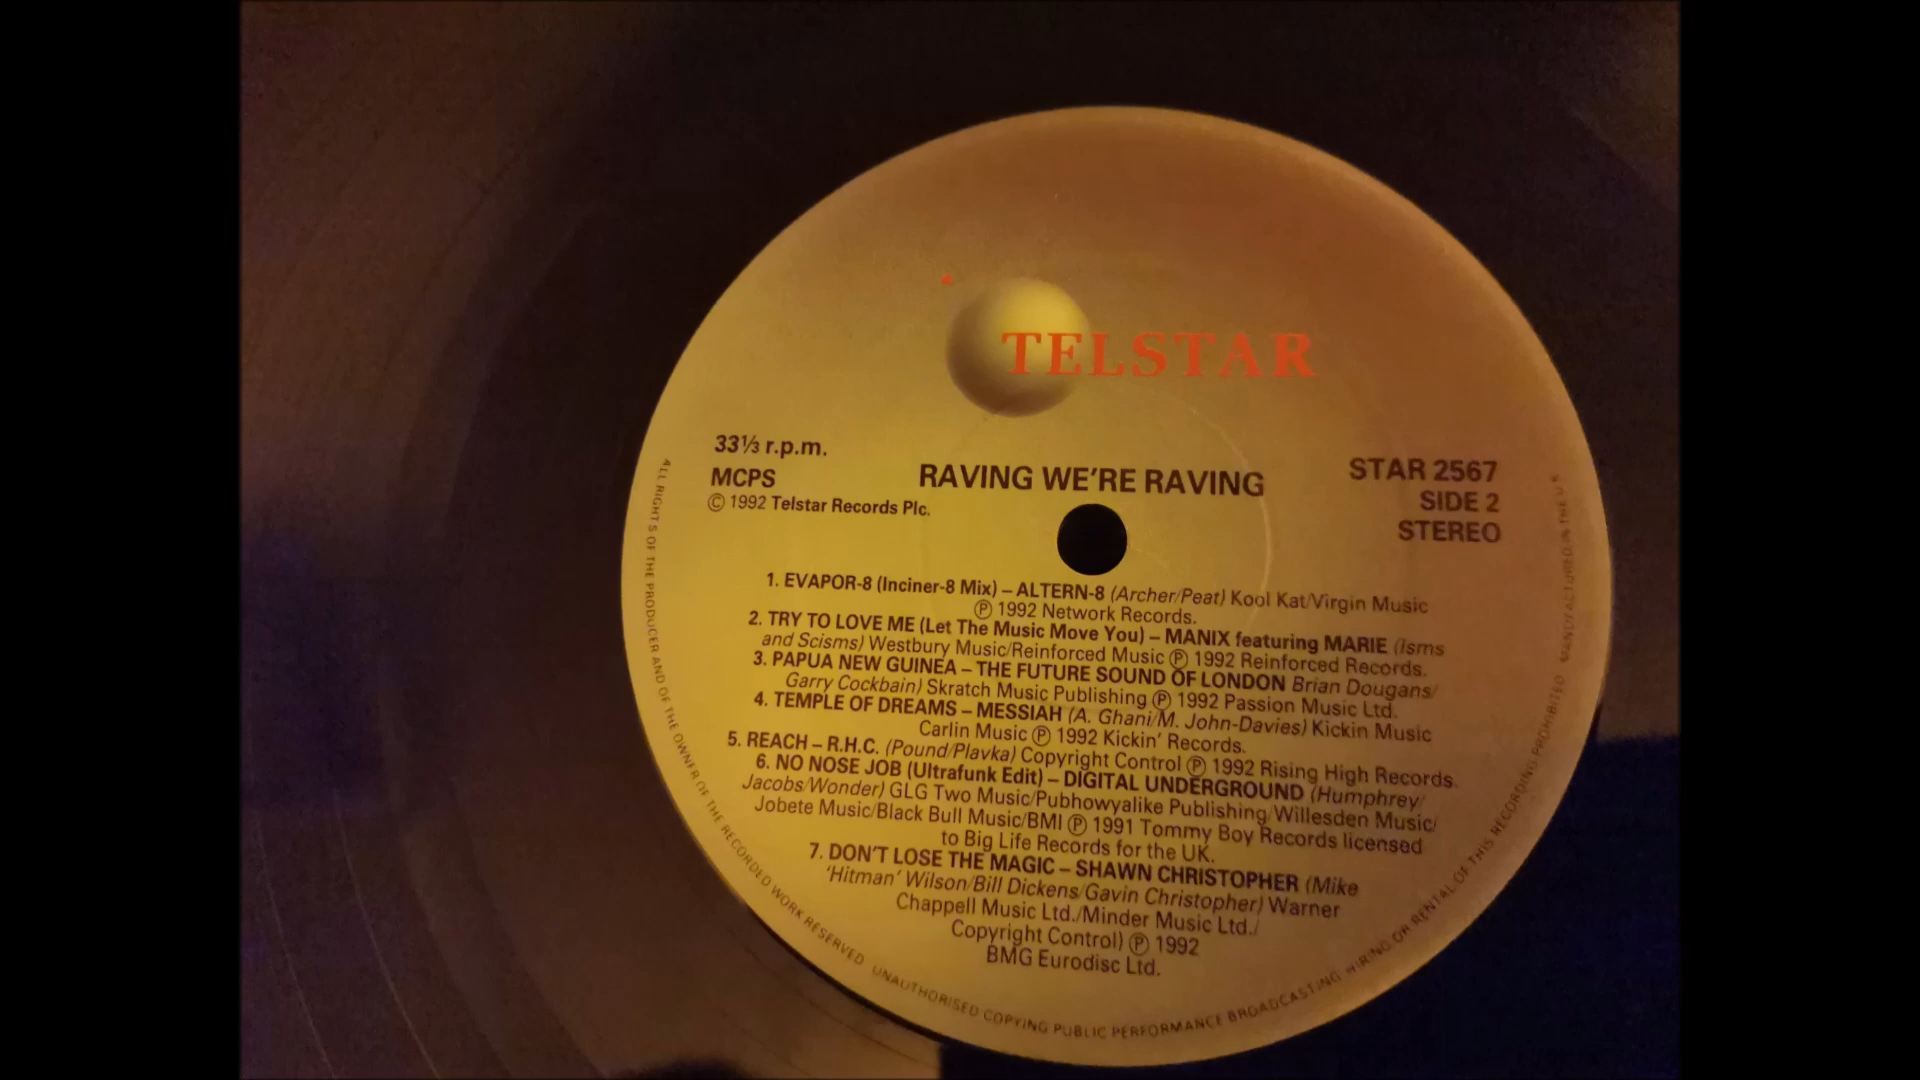 TELSTAR
33⅓ r.p.m.
MCPS
© 1992 Telstar Records Plc.
RAVING WE'RE RAVING
STAR 2567
SIDE 2
STEREO
1. EVAPOR-8 (Inciner-8 Mix) – ALTERN-8 (Archer/Peat) Kool Kat/Virgin Music
℗ 1992 Network Records.
2. TRY TO LOVE ME (Let The Music Move You) – MANIX featuring MARIE (Isms
and Scisms) Westbury Music/Reinforced Music ℗ 1992 Reinforced Records.
3. PAPUA NEW GUINEA – THE FUTURE SOUND OF LONDON Brian Dougans/
Garry Cockbain) Skratch Music Publishing ℗ 1992 Passion Music Ltd.
4. TEMPLE OF DREAMS – MESSIAH (A. Ghani/M. John-Davies) Kickin Music
Carlin Music ℗ 1992 Kickin' Records.
5. REACH – R.H.C. (Pound/Plavka) Copyright Control ℗ 1992 Rising High Records.
6. NO NOSE JOB (Ultrafunk Edit) – DIGITAL UNDERGROUND (Humphrey/
Jacobs/Wonder) GLG Two Music/Pubhowyalike Publishing/Willesden Music/
Jobete Music/Black Bull Music/BMI ℗ 1991 Tommy Boy Records licensed
to Big Life Records for the UK.
7. DON'T LOSE THE MAGIC – SHAWN CHRISTOPHER (Mike
'Hitman' Wilson/Bill Dickens/Gavin Christopher) Warner
Chappell Music Ltd./Minder Music Ltd./
Copyright Control) ℗ 1992
BMG Eurodisc Ltd.
ALL RIGHTS OF THE PRODUCER AND OF THE OWNER OF THE RECORDED WORK RESERVED UNAUTHORISED COPYING PUBLIC PERFORMANCE BROADCASTING HIRING OR RENTAL OF THIS RECORDING PROHIBITED MANUFACTURED IN THE U.K